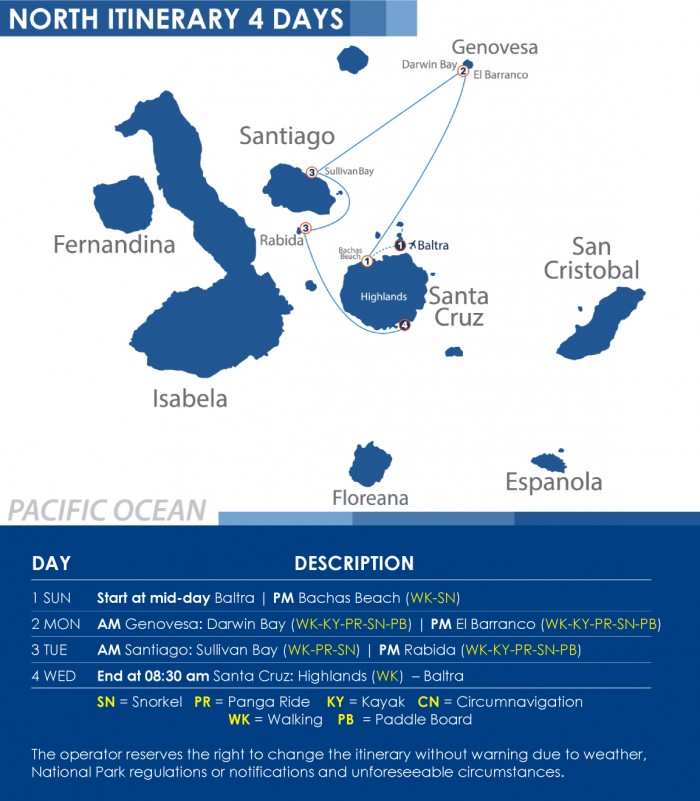 NORTH ITINERARY 4 DAYS
Genovesa
Darwin Bay
2
El Barranco
Santiago
3
Sullivan Bay
Fernandina
Rabida
3
Bachas
Beach
1
1
Baltra
San
Cristobal
Highlands
Santa
Cruz
4
Isabela
Floreana
Espanola
PACIFIC OCEAN
DAY DESCRIPTION
1 SUN Start at mid-day Baltra | PM Bachas Beach (WK-SN)
2 MON AM Genovesa: Darwin Bay (WK-KY-PR-SN-PB) | PM El Barranco (WK-KY-PR-SN-PB)
3 TUE AM Santiago: Sullivan Bay (WK-PR-SN) | PM Rabida (WK-KY-PR-SN-PB)
4 WED End at 08:30 am Santa Cruz: Highlands (WK) – Baltra
SN = Snorkel PR = Panga Ride KY = Kayak CN = Circumnavigation
WK = Walking PB = Paddle Board
The operator reserves the right to change the itinerary without warning due to weather,
National Park regulations or notifications and unforeseeable circumstances.